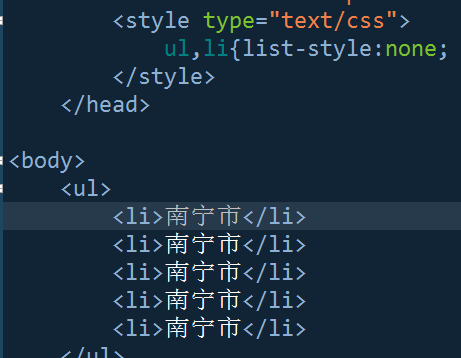 <style type="text/css">
ul,li{list-style:none;
</style>
</head>
<body>
<ul>
<li>南宁市</li>
<li>南宁市</li>
<li>南宁市</li>
<li>南宁市</li>
<li>南宁市</li>
</ul>